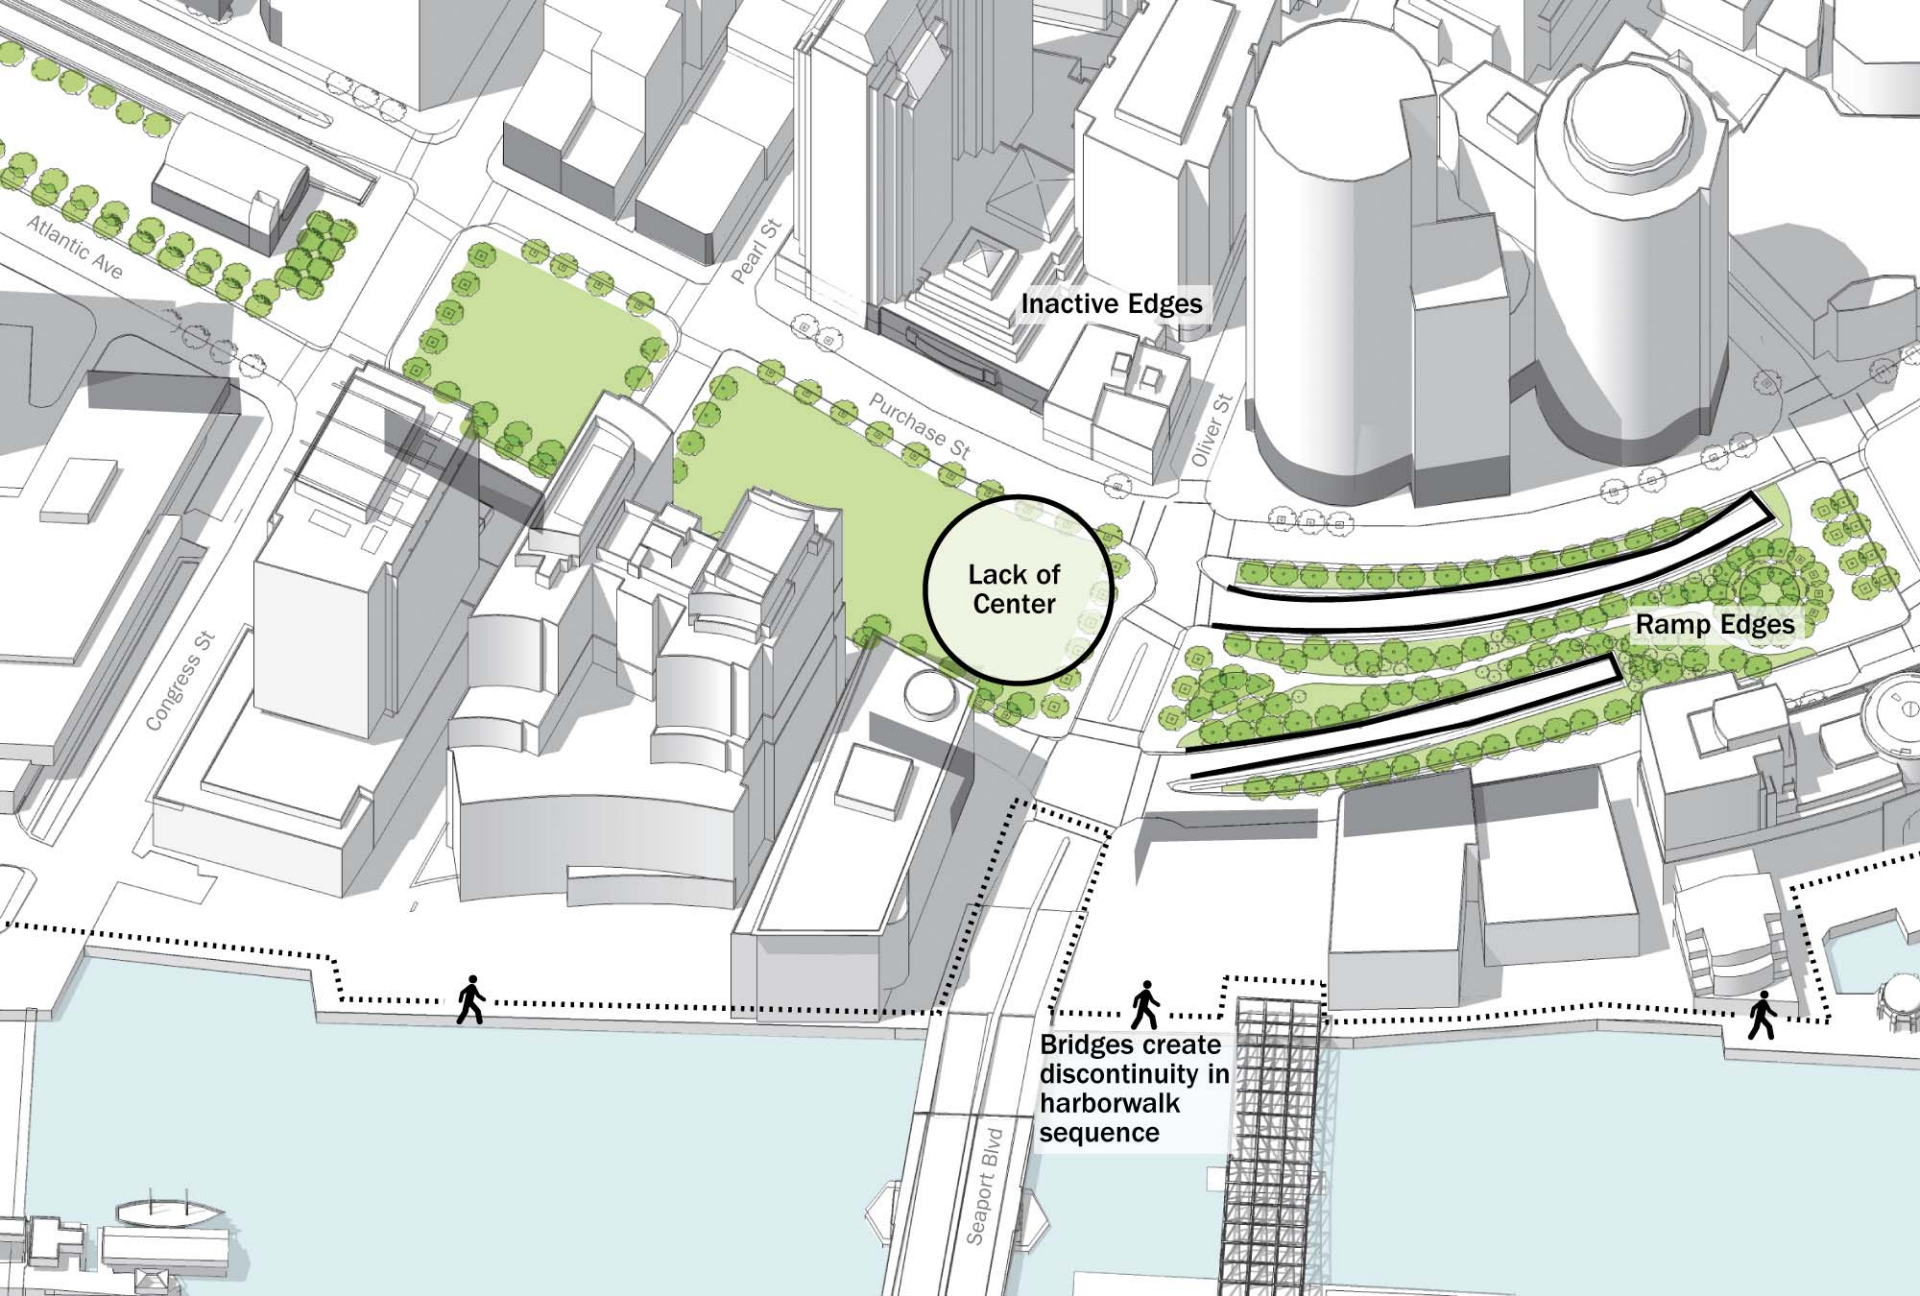 Atlantic Ave
Pearl St
Inactive Edges
Purchase St
Oliver St
Lack of
Center
Ramp Edges
Congress St
Bridges create
discontinuity in
harborwalk
sequence
Seaport Blvd